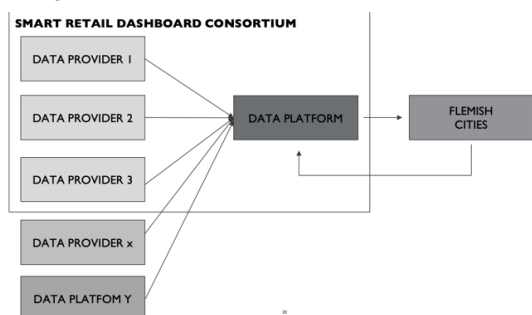 SMART RETAIL DASHBOARD CONSORTIUM
DATA PROVIDER 1
DATA PROVIDER 2
DATA PLATFORM
FLEMISH
CITIES
DATA PROVIDER 3
DATA PROVIDER x
DATA PLATFOM Y